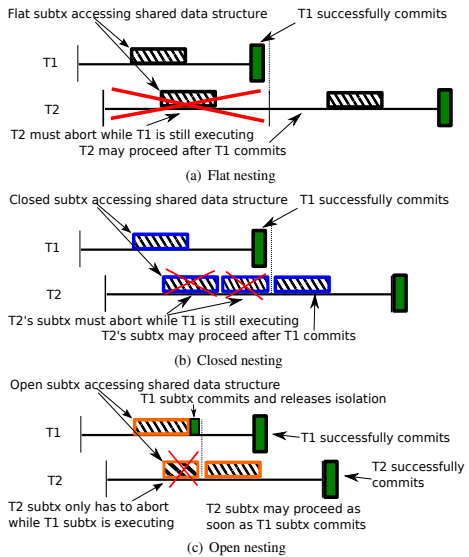 Flat subtx accessing shared data structure
T1 successfully commits
T1
T2
T2 must abort while T1 is still executing
T2 may proceed after T1 commits
(a) Flat nesting
Closed subtx accessing shared data structure
T1 successfully commits
T1
T2
T2's subtx must abort while T1 is still executing
T2's subtx may proceed after T1 commits
(b) Closed nesting
Open subtx accessing shared data structure
T1 subtx commits and releases isolation
T1
T1 successfully commits
T2
T2 successfully
commits
T2 subtx only has to abort
while T1 subtx is executing
T2 subtx may proceed as
soon as T1 subtx commits
(c) Open nesting